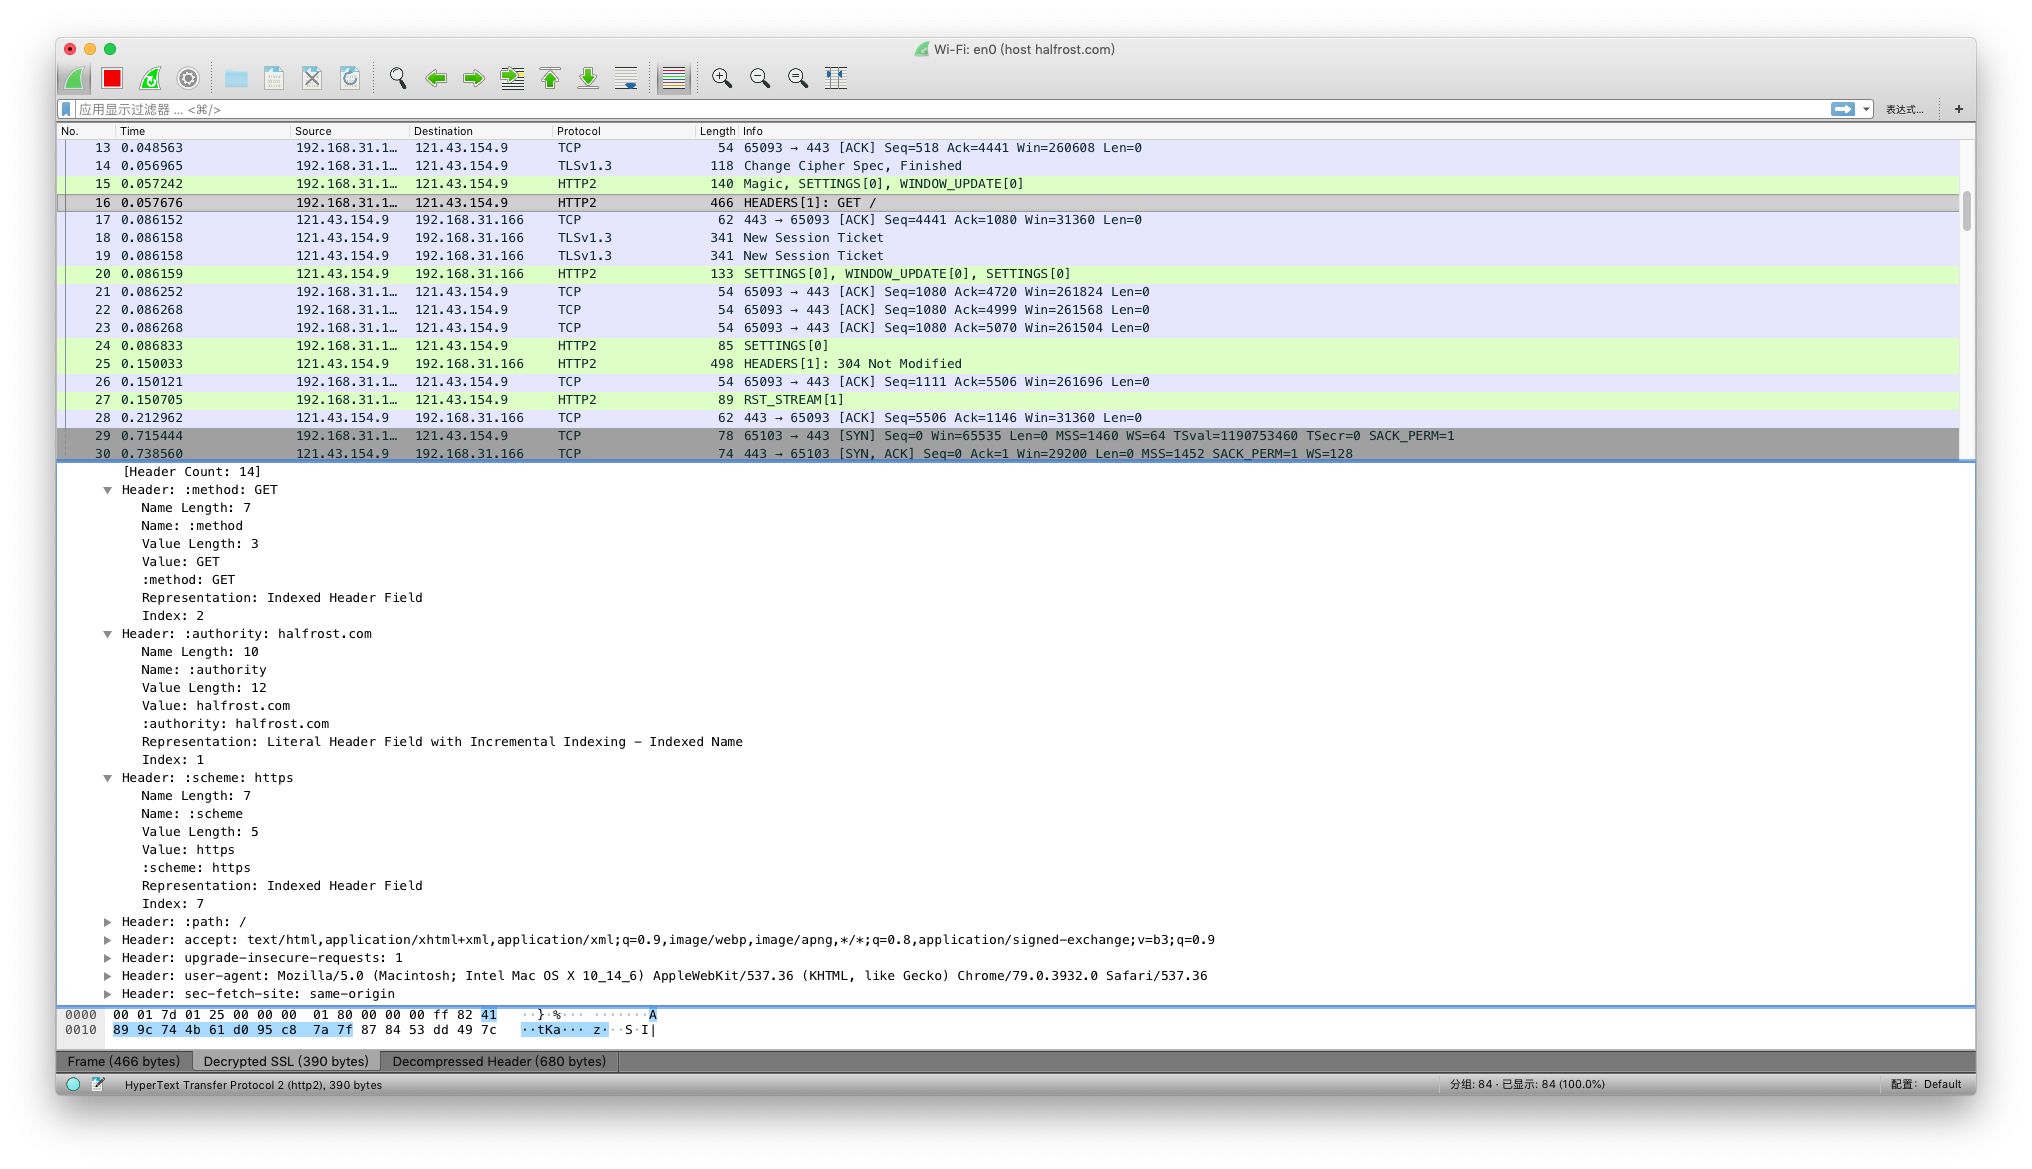 Wi-Fi: en0 (host halfrost.com)
应用显示过滤器 … <⌘/>
表达式… +
No. Time Source Destination Protocol Length Info
13 0.048563 192.168.31.1… 121.43.154.9 TCP 54 65093 → 443 [ACK] Seq=518 Ack=4441 Win=260608 Len=0
14 0.056965 192.168.31.1… 121.43.154.9 TLSv1.3 118 Change Cipher Spec, Finished
15 0.057242 192.168.31.1… 121.43.154.9 HTTP2 140 Magic, SETTINGS[0], WINDOW_UPDATE[0]
16 0.057676 192.168.31.1… 121.43.154.9 HTTP2 466 HEADERS[1]: GET /
17 0.086152 121.43.154.9 192.168.31.166 TCP 62 443 → 65093 [ACK] Seq=4441 Ack=1080 Win=31360 Len=0
18 0.086158 121.43.154.9 192.168.31.166 TLSv1.3 341 New Session Ticket
19 0.086158 121.43.154.9 192.168.31.166 TLSv1.3 341 New Session Ticket
20 0.086159 121.43.154.9 192.168.31.166 HTTP2 133 SETTINGS[0], WINDOW_UPDATE[0], SETTINGS[0]
21 0.086252 192.168.31.1… 121.43.154.9 TCP 54 65093 → 443 [ACK] Seq=1080 Ack=4720 Win=261824 Len=0
22 0.086268 192.168.31.1… 121.43.154.9 TCP 54 65093 → 443 [ACK] Seq=1080 Ack=4999 Win=261568 Len=0
23 0.086268 192.168.31.1… 121.43.154.9 TCP 54 65093 → 443 [ACK] Seq=1080 Ack=5070 Win=261504 Len=0
24 0.086833 192.168.31.1… 121.43.154.9 HTTP2 85 SETTINGS[0]
25 0.150033 121.43.154.9 192.168.31.166 HTTP2 498 HEADERS[1]: 304 Not Modified
26 0.150121 192.168.31.1… 121.43.154.9 TCP 54 65093 → 443 [ACK] Seq=1111 Ack=5506 Win=261696 Len=0
27 0.150705 192.168.31.1… 121.43.154.9 HTTP2 89 RST_STREAM[1]
28 0.212962 121.43.154.9 192.168.31.166 TCP 62 443 → 65093 [ACK] Seq=5506 Ack=1146 Win=31360 Len=0
29 0.715444 192.168.31.1… 121.43.154.9 TCP 78 65103 → 443 [SYN] Seq=0 Win=65535 Len=0 MSS=1460 WS=64 TSval=1190753460 TSecr=0 SACK_PERM=1
30 0.738560 121.43.154.9 192.168.31.166 TCP 74 443 → 65103 [SYN, ACK] Seq=0 Ack=1 Win=29200 Len=0 MSS=1452 SACK_PERM=1 WS=128
[Header Count: 14]
Header: :method: GET
Name Length: 7
Name: :method
Value Length: 3
Value: GET
:method: GET
Representation: Indexed Header Field
Index: 2
Header: :authority: halfrost.com
Name Length: 10
Name: :authority
Value Length: 12
Value: halfrost.com
:authority: halfrost.com
Representation: Literal Header Field with Incremental Indexing – Indexed Name
Index: 1
Header: :scheme: https
Name Length: 7
Name: :scheme
Value Length: 5
Value: https
:scheme: https
Representation: Indexed Header Field
Index: 7
Header: :path: /
Header: accept: text/html,application/xhtml+xml,application/xml;q=0.9,image/webp,image/apng,*/*;q=0.8,application/signed-exchange;v=b3;q=0.9
Header: upgrade-insecure-requests: 1
Header: user-agent: Mozilla/5.0 (Macintosh; Intel Mac OS X 10_14_6) AppleWebKit/537.36 (KHTML, like Gecko) Chrome/79.0.3932.0 Safari/537.36
Header: sec-fetch-site: same-origin
0000 00 01 7d 01 25 00 00 00 01 80 00 00 00 ff 82 41 ··}·%··· ·······A
0010 89 9c 74 4b 61 d0 95 c8 7a 7f 87 84 53 dd 49 7c ··tKa··· z···S·I|
Frame (466 bytes) Decrypted SSL (390 bytes) Decompressed Header (680 bytes)
HyperText Transfer Protocol 2 (http2), 390 bytes 分组: 84 · 已显示: 84 (100.0%) 配置: Default